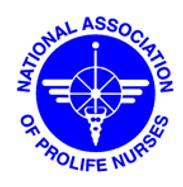 NATIONAL ASSOCIATION
OF PROLIFE NURSES